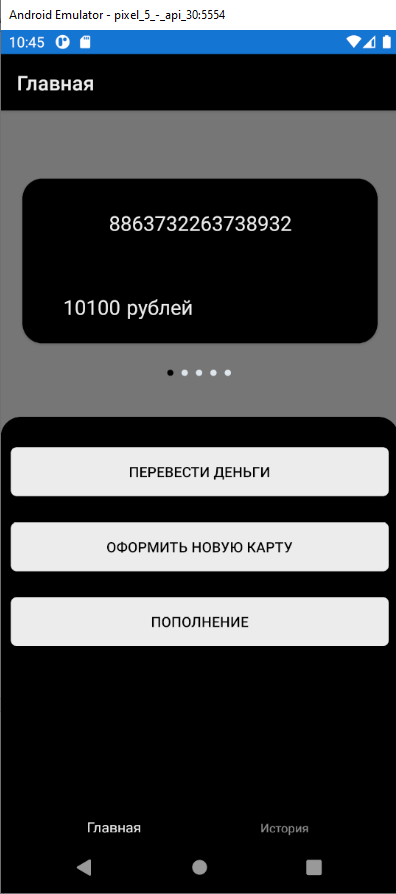 Android Emulator - pixel_5_-_api_30:5554
10:45
Главная
8863732263738932
10100 рублей
ПЕРЕВЕСТИ ДЕНЬГИ
ОФОРМИТЬ НОВУЮ КАРТУ
ПОПОЛНЕНИЕ
Главная История